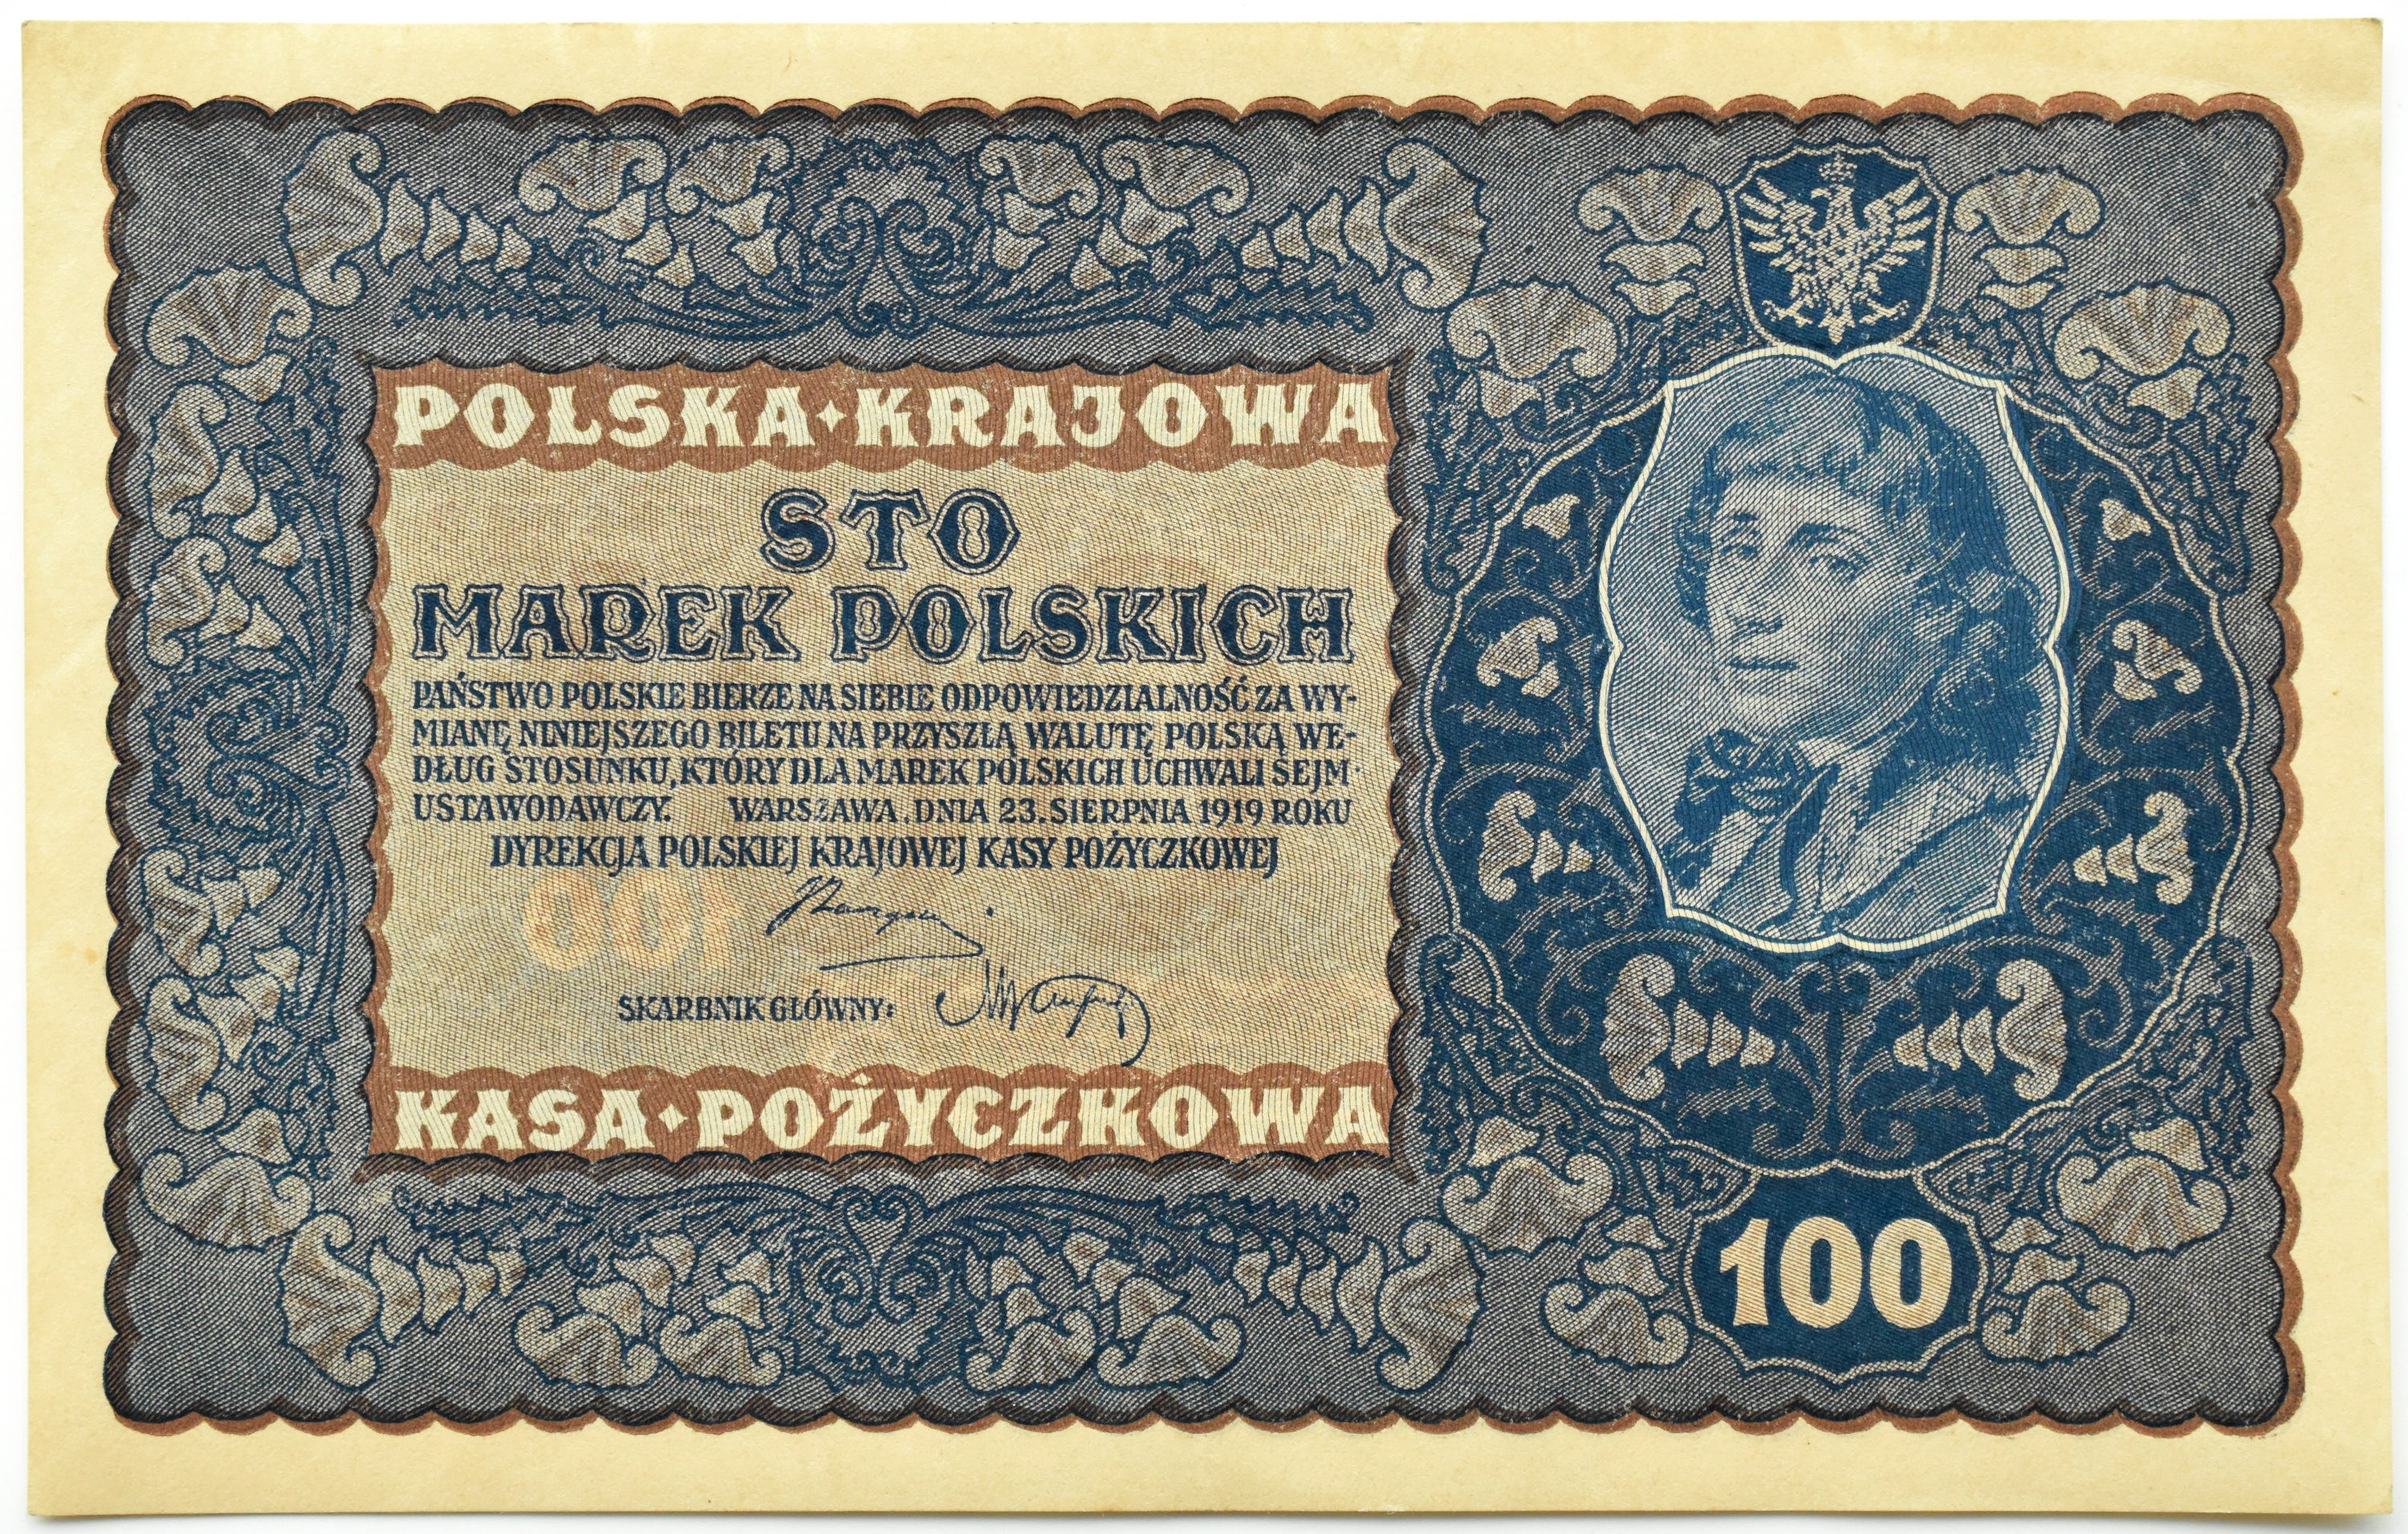 POLSKA·KRAJOWA
STO
MAREK POLSKICH
PAŃSTWO POLSKIE BIERZE NA SIEBIE ODPOWIEDZIALNOŚĆ ZA WY-
MIANĘ NINIEJSZEGO BILETU NA PRZYSZŁĄ WALUTĘ POLSKĄ WE-
DŁUG STOSUNKU, KTÓRY DLA MAREK POLSKICH UCHWALI SEJM
USTAWODAWCZY. WARSZAWA, DNIA 23. SIERPNIA 1919 ROKU
DYREKCJA POLSKIEJ KRAJOWEJ KASY POŻYCZKOWEJ
SKARBNIK GŁÓWNY:
KASA·POŻYCZKOWA
100